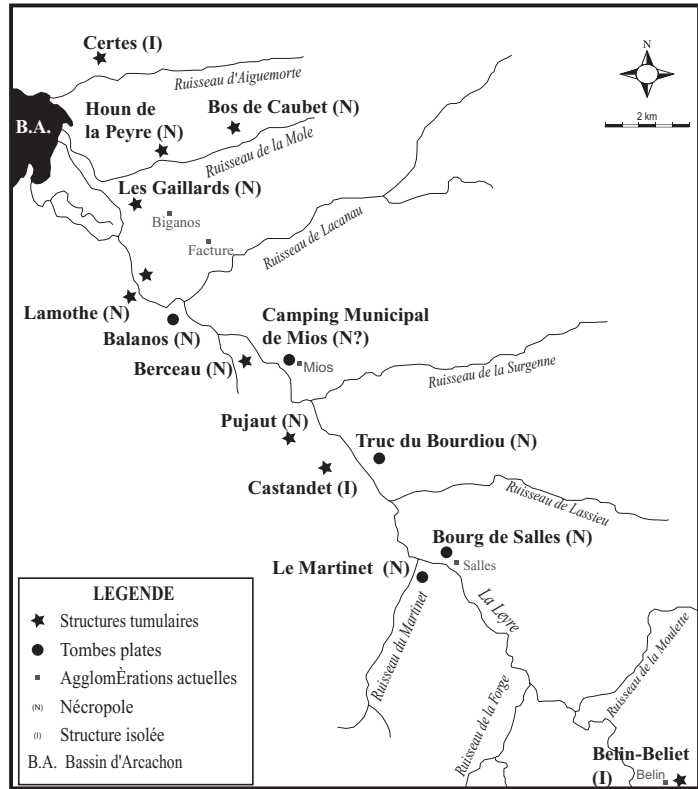 Certes (I)
N
Ruisseau d'Aiguemorte
2 km
Houn de
la Peyre (N)
Bos de Caubet (N)
B.A.
Ruisseau de la Mole
Les Gaillards (N)
Biganos
Facture
Ruisseau de Lacanau
Lamothe (N)
Balanos (N)
Camping Municipal
de Mios (N?)
Berceau (N)
Mios
Ruisseau de la Surgenne
Pujaut (N)
Truc du Bourdiou (N)
Castandet (I)
Ruisseau de Lassieu
Bourg de Salles (N)
Le Martinet (N)
Salles
La Leyre
Ruisseau du Martinet
Ruisseau de la Forge
Ruisseau de la Moulette
Belin-Beliet
(I)
Belin
LEGENDE
Structures tumulaires
Tombes plates
AgglomÈrations actuelles
(N) Nécropole
(I) Structure isolée
B.A. Bassin d'Arcachon